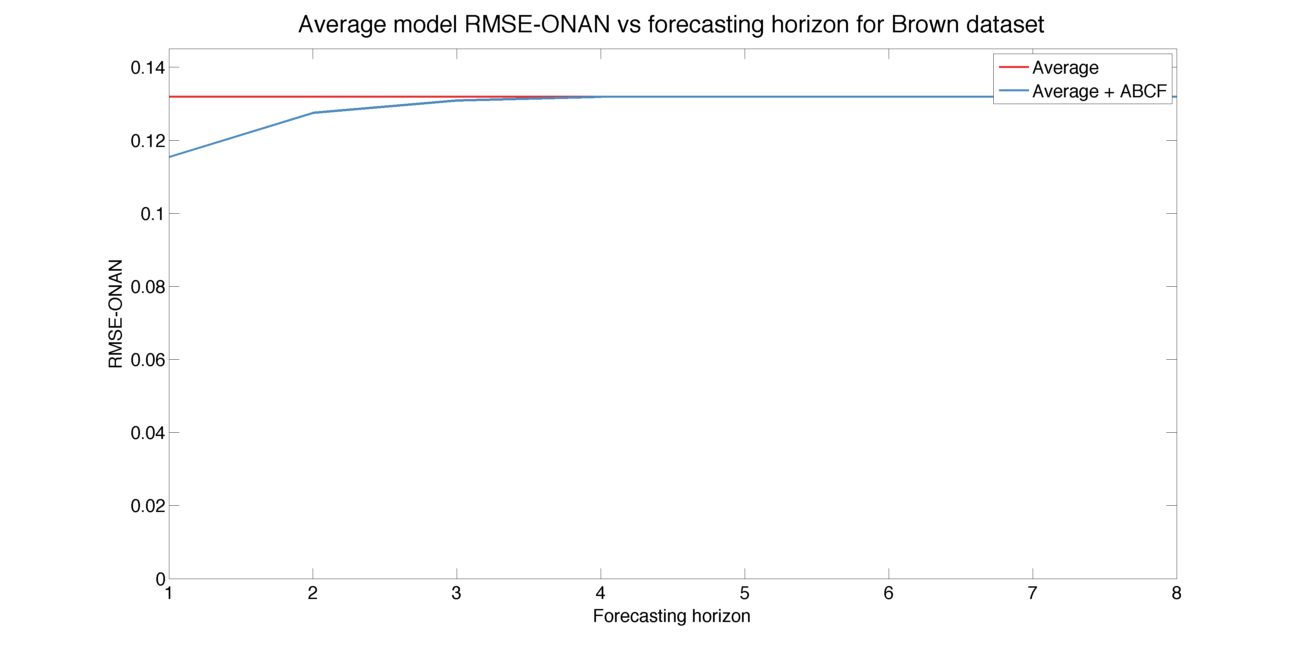 Average model RMSE-ONAN vs forecasting horizon for Brown dataset
0.14
0.12
0.1
0.08
0.06
0.04
0.02
0
RMSE-ONAN
Average
Average + ABCF
1 2 3 4 5 6 7 8
Forecasting horizon